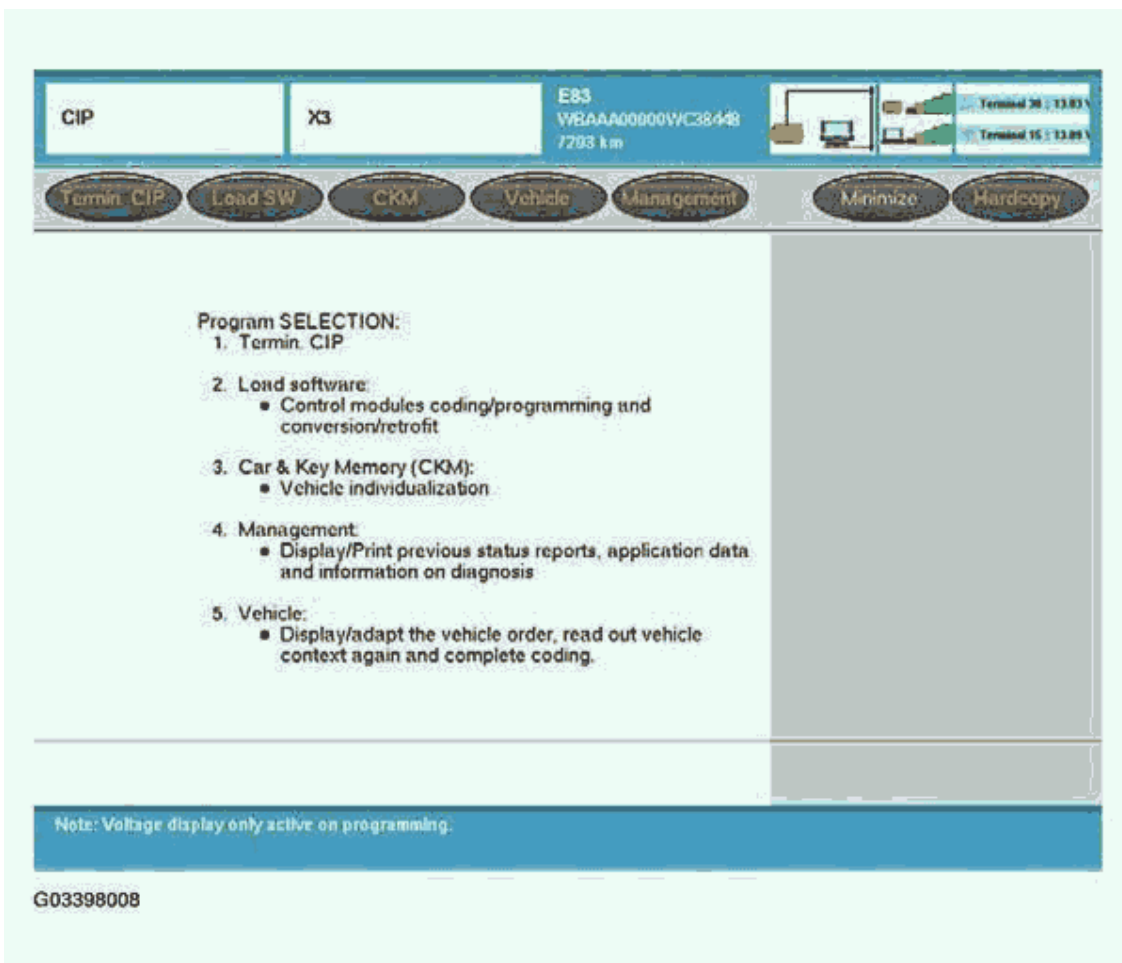 CIP
X3
E83
WBAAA00000WC38448
7203 km
Terminal 30 : 13.03 V
Terminal 15 : 13.09 V
Termin. CIP
Load SW
CKM
Vehicle
Management
Minimize
Hardcopy
Program SELECTION:
1. Termin. CIP
2. Load software:
• Control modules coding/programming and
conversion/retrofit
3. Car & Key Memory (CKM):
• Vehicle individualization
4. Management:
• Display/Print previous status reports, application data
and information on diagnosis
5. Vehicle:
• Display/adapt the vehicle order, read out vehicle
context again and complete coding.
Note: Voltage display only active on programming.
G03398008